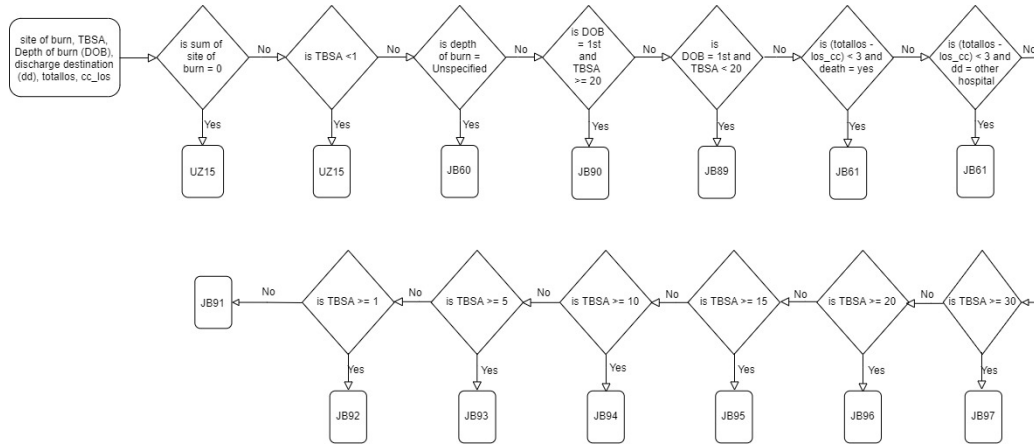 site of burn, TBSA,
Depth of burn (DOB),
discharge destination
(dd), totallos, cc_los
is sum of
site of
burn = 0
No
is TBSA <1
No
is depth
of burn =
Unspecified
No
is DOB
= 1st
and
TBSA
>= 20
No
is
DOB = 1st and
TBSA < 20
No
is (totallos -
los_cc) < 3 and
death = yes
No
is (totallos -
los_cc) < 3 and
dd = other
hospital
No
Yes
Yes
Yes
Yes
Yes
Yes
Yes
UZ15
UZ15
JB60
JB90
JB89
JB61
JB61
JB91
No
is TBSA >= 1
No
is TBSA >= 5
No
is TBSA >= 10
No
is TBSA >= 15
No
is TBSA >= 20
No
is TBSA >= 30
Yes
Yes
Yes
Yes
Yes
Yes
JB92
JB93
JB94
JB95
JB96
JB97